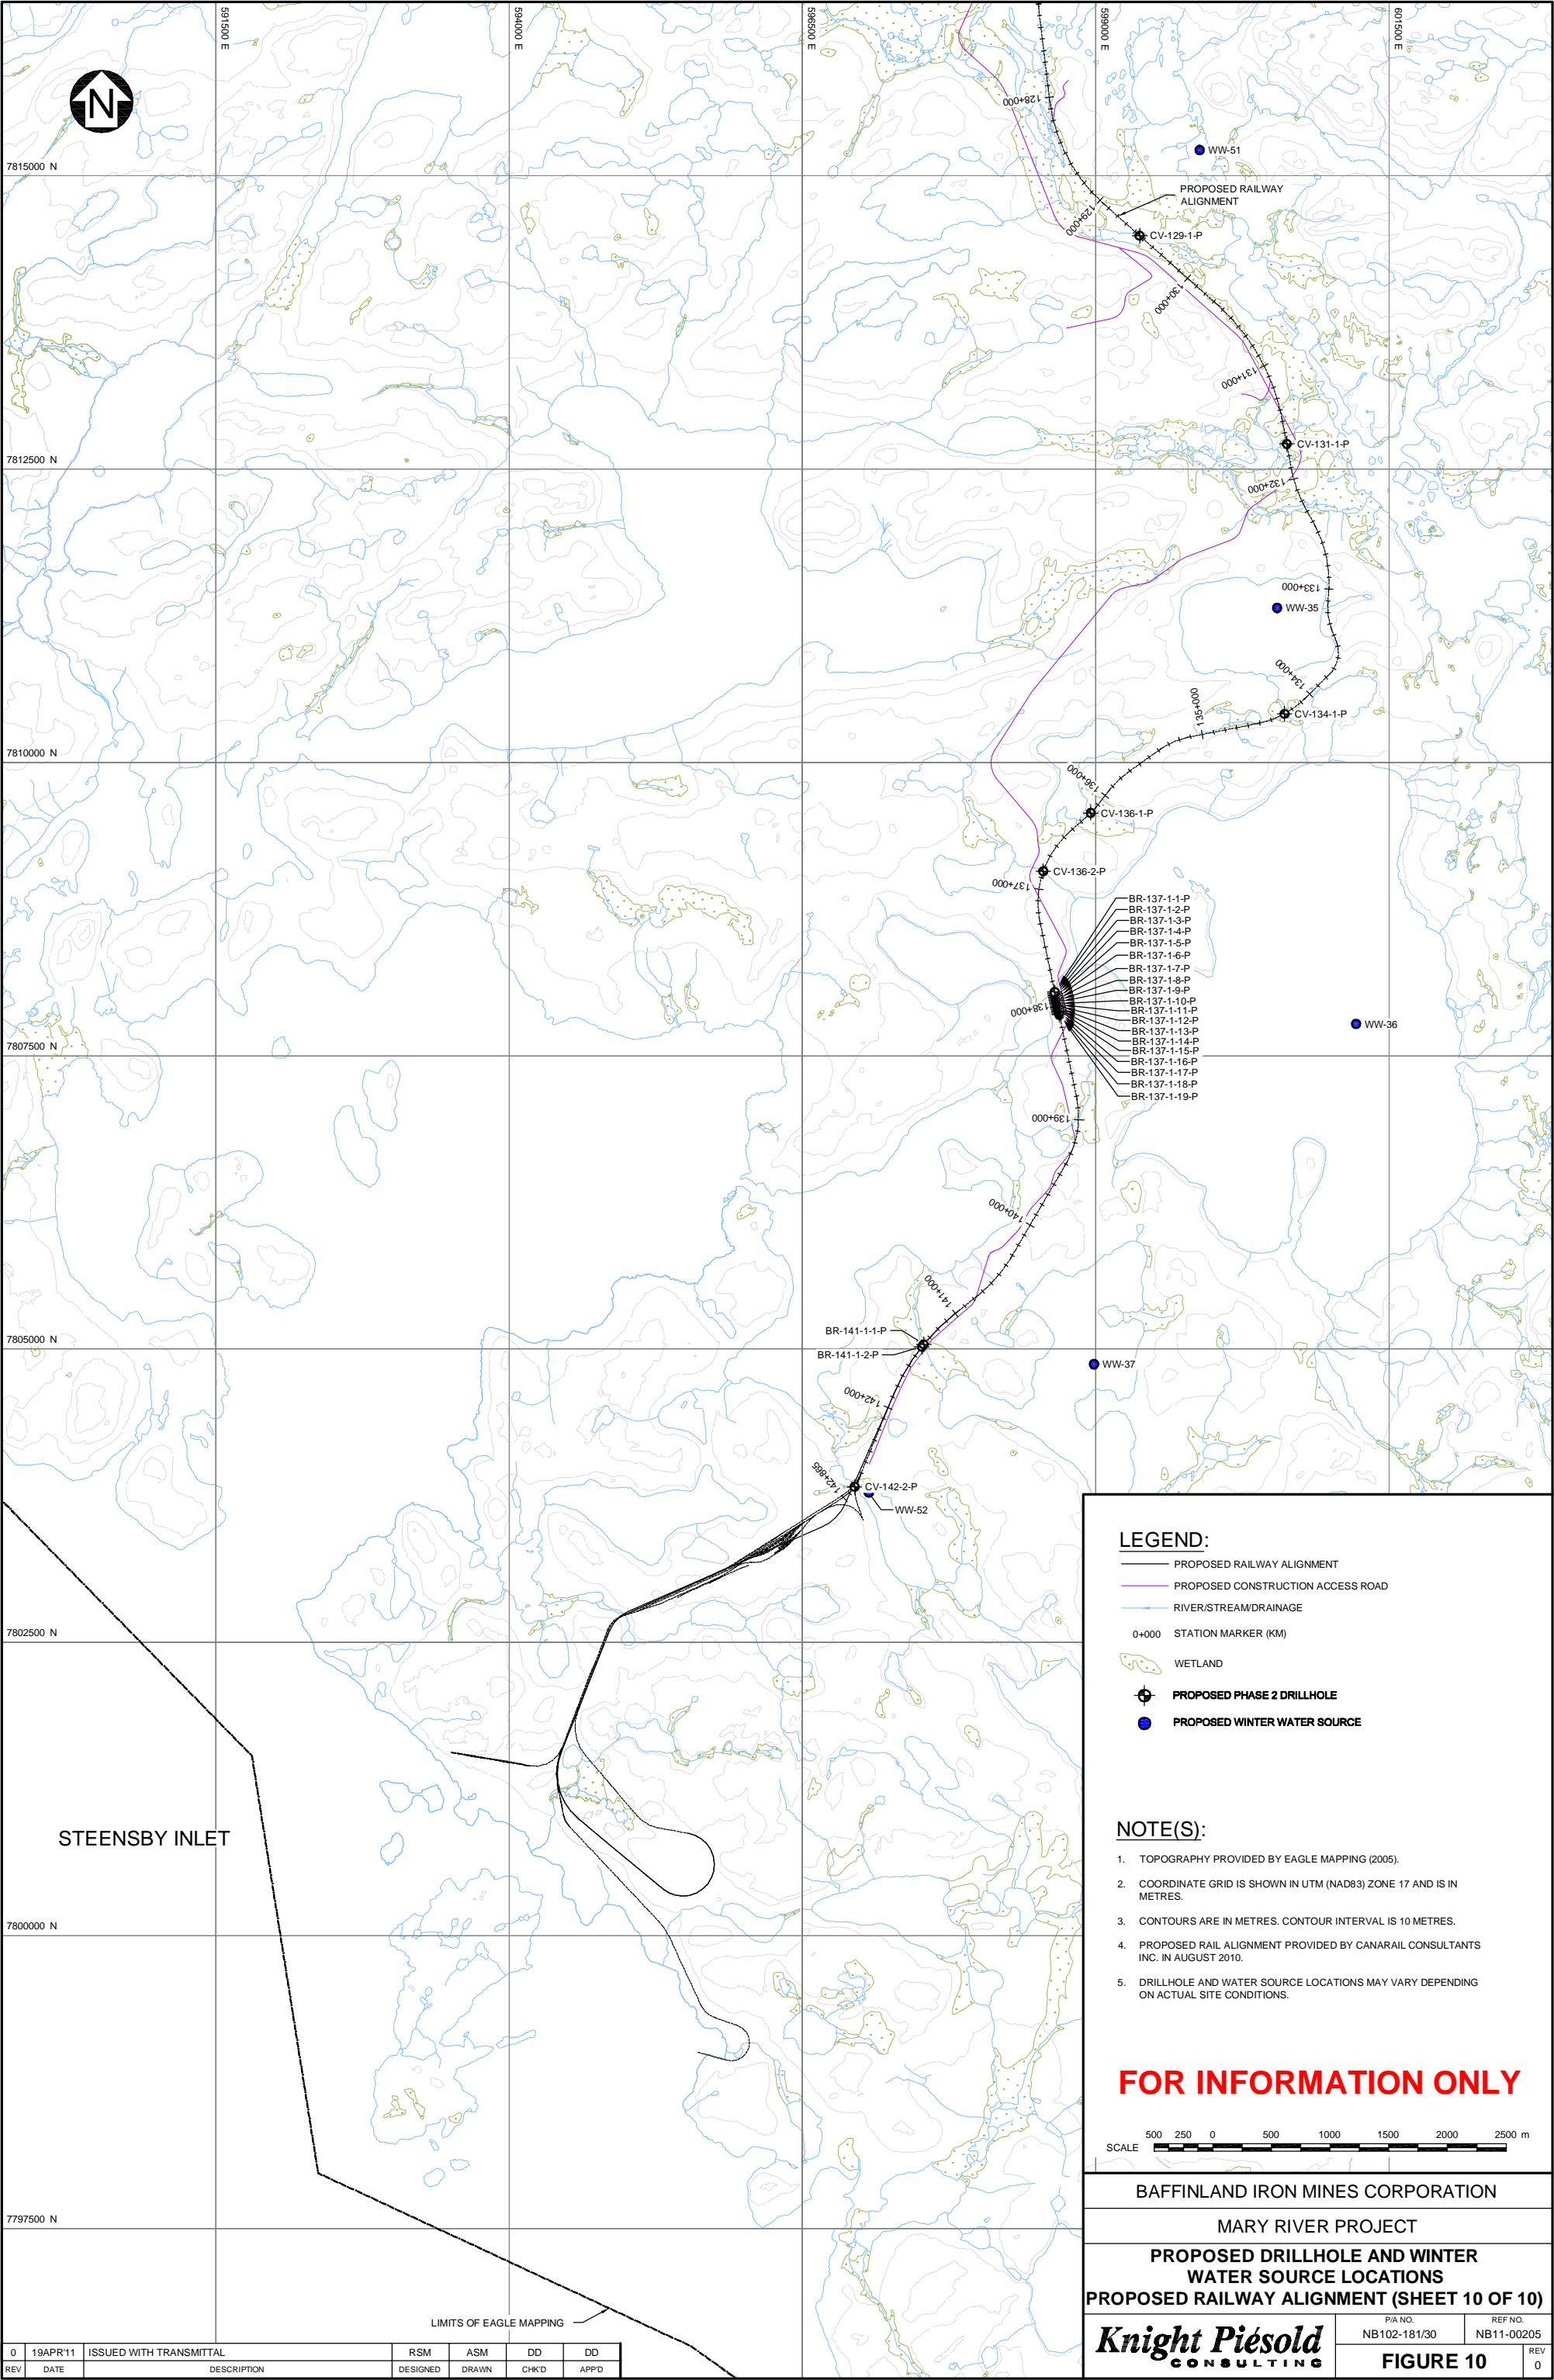 591500 E
594000 E
596500 E
599000 E
601500 E
N
128+000
WW-51
7815000 N
PROPOSED RAILWAY
ALIGNMENT
129+000
CV-129-1-P
130+000
131+000
CV-131-1-P
7812500 N
132+000
133+000
WW-35
134+000
135+000
CV-134-1-P
7810000 N
136+000
CV-136-1-P
CV-136-2-P
137+000
BR-137-1-1-P
BR-137-1-2-P
BR-137-1-3-P
BR-137-1-4-P
BR-137-1-5-P
BR-137-1-6-P
BR-137-1-7-P
BR-137-1-8-P
BR-137-1-9-P
BR-137-1-10-P
BR-137-1-11-P
BR-137-1-12-P
BR-137-1-13-P
BR-137-1-14-P
BR-137-1-15-P
BR-137-1-16-P
BR-137-1-17-P
BR-137-1-18-P
BR-137-1-19-P
138+000
WW-36
7807500 N
139+000
140+000
141+000
BR-141-1-1-P
7805000 N
BR-141-1-2-P
WW-37
142+000
142+865
CV-142-2-P
WW-52
7802500 N
STEENSBY INLET
7800000 N
7797500 N
LIMITS OF EAGLE MAPPING
LEGEND:
PROPOSED RAILWAY ALIGNMENT
PROPOSED CONSTRUCTION ACCESS ROAD
RIVER/STREAM/DRAINAGE
0+000 STATION MARKER (KM)
WETLAND
PROPOSED PHASE 2 DRILLHOLE
PROPOSED WINTER WATER SOURCE
NOTE(S):
1. TOPOGRAPHY PROVIDED BY EAGLE MAPPING (2005).
2. COORDINATE GRID IS SHOWN IN UTM (NAD83) ZONE 17 AND IS IN
METRES.
3. CONTOURS ARE IN METRES. CONTOUR INTERVAL IS 10 METRES.
4. PROPOSED RAIL ALIGNMENT PROVIDED BY CANARAIL CONSULTANTS
INC. IN AUGUST 2010.
5. DRILLHOLE AND WATER SOURCE LOCATIONS MAY VARY DEPENDING
ON ACTUAL SITE CONDITIONS.
FOR INFORMATION ONLY
500 250 0 500 1000 1500 2000 2500 m
SCALE
BAFFINLAND IRON MINES CORPORATION
MARY RIVER PROJECT
PROPOSED DRILLHOLE AND WINTER
WATER SOURCE LOCATIONS
PROPOSED RAILWAY ALIGNMENT (SHEET 10 OF 10)
Knight Piésold
CONSULTING
P/A NO.
NB102-181/30
REF NO.
NB11-00205
FIGURE 10
REV
0
0 19APR'11 ISSUED WITH TRANSMITTAL RSM ASM DD DD
REV DATE DESCRIPTION DESIGNED DRAWN CHK'D APP'D